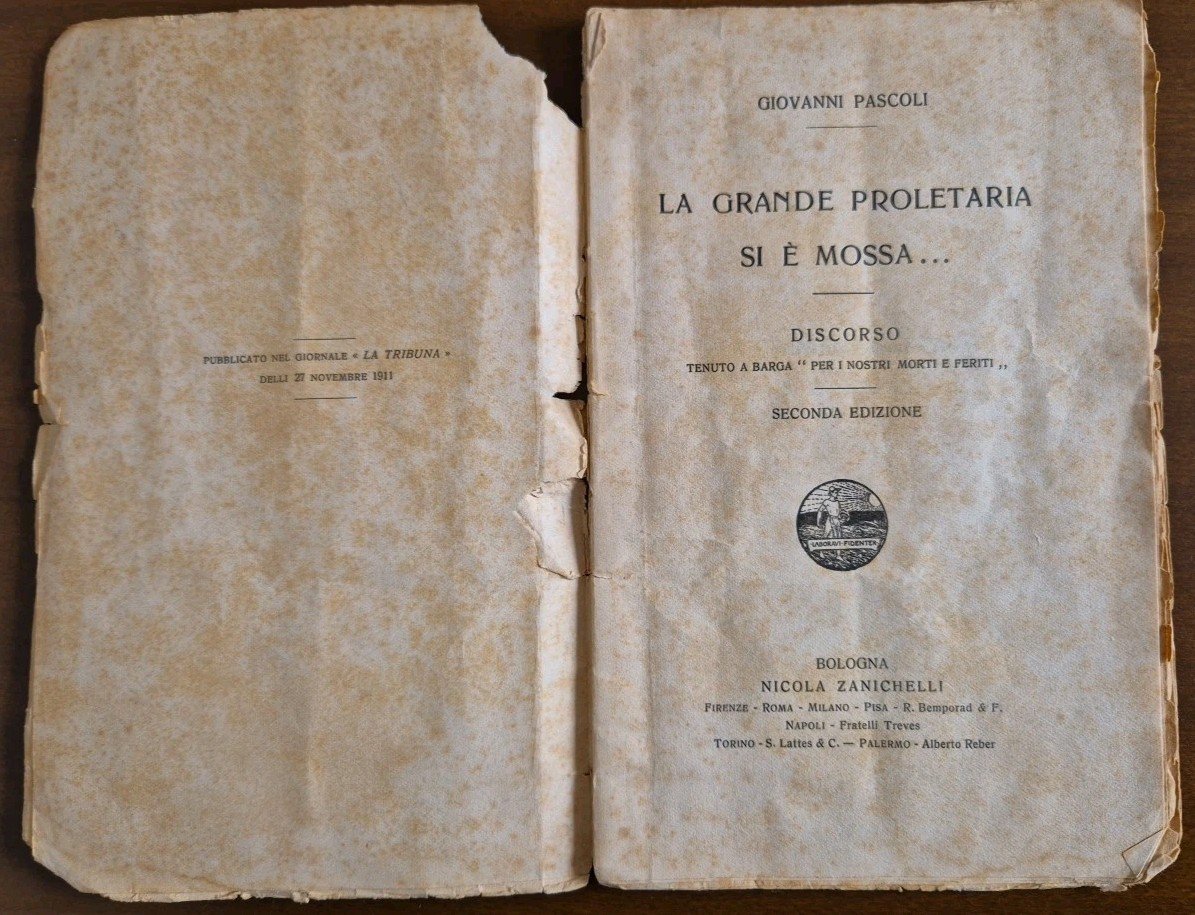 PUBBLICATO NEL GIORNALE « LA TRIBUNA »
DELLI 27 NOVEMBRE 1911
GIOVANNI PASCOLI
LA GRANDE PROLETARIA
SI È MOSSA...
DISCORSO
TENUTO A BARGA “ PER I NOSTRI MORTI E FERITI „
SECONDA EDIZIONE
LABORAVI·FIDENTER
BOLOGNA
NICOLA ZANICHELLI
FIRENZE - ROMA - MILANO - PISA - R. Bemporad & F.
NAPOLI - Fratelli Treves
TORINO - S. Lattes & C. — PALERMO - Alberto Reber